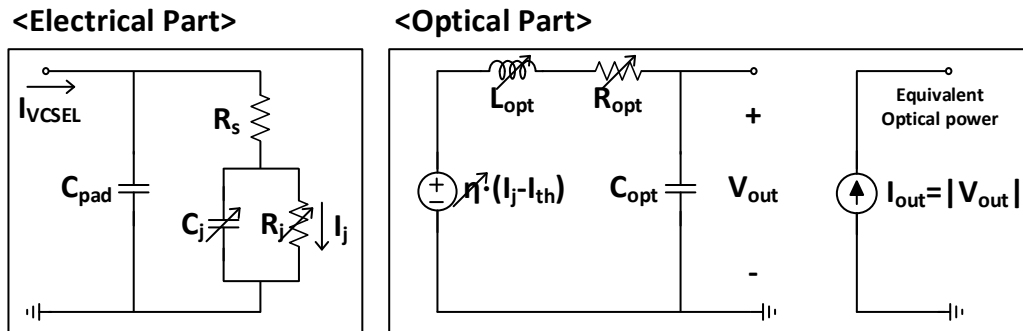 <Electrical Part>
I_VCSEL
C_pad
R_s
C_j
R_j
I_j
<Optical Part>
L_opt
R_opt
+
−
η·(I_j-I_th)
C_opt
+
V_out
-
Equivalent
Optical power
I_out=|V_out|